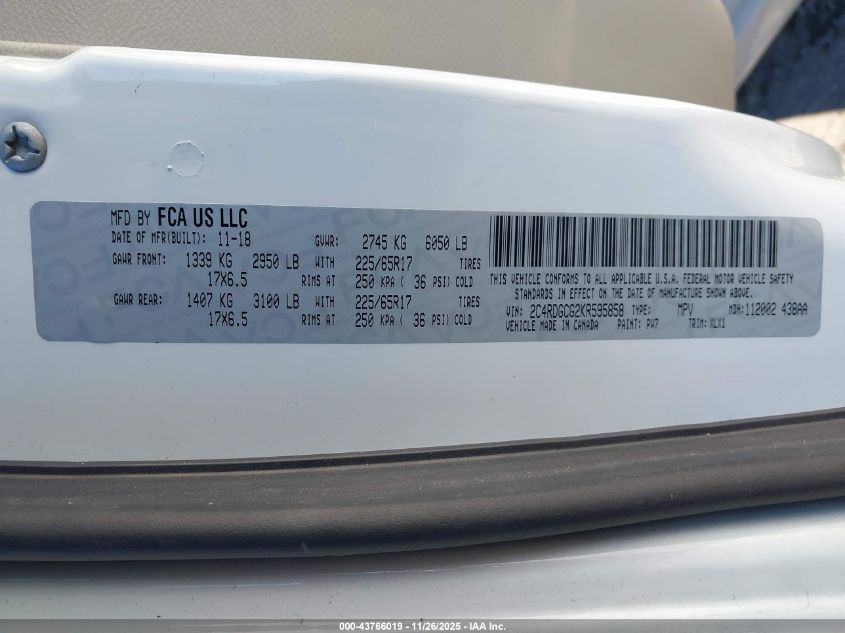 MFD BY FCA US LLC
DATE OF MFR(BUILT): 11-18 GVWR: 2745 KG 6050 LB
GAWR FRONT: 1339 KG 2950 LB WITH 225/65R17 TIRES
17X6.5 RIMS AT 250 KPA ( 36 PSI) COLD
GAWR REAR: 1407 KG 3100 LB WITH 225/65R17 TIRES
17X6.5 RIMS AT 250 KPA ( 36 PSI) COLD
THIS VEHICLE CONFORMS TO ALL APPLICABLE U.S.A. FEDERAL MOTOR VEHICLE SAFETY
STANDARDS IN EFFECT ON THE DATE OF MANUFACTURE SHOWN ABOVE.
VIN: 2C4RDGCG2KR595858 TYPE: MPV MDH:112002 438AA
VEHICLE MADE IN CANADA PAINT: PW7 TRIM: XLX1
000-43766019 - 11/26/2025 - IAA Inc.